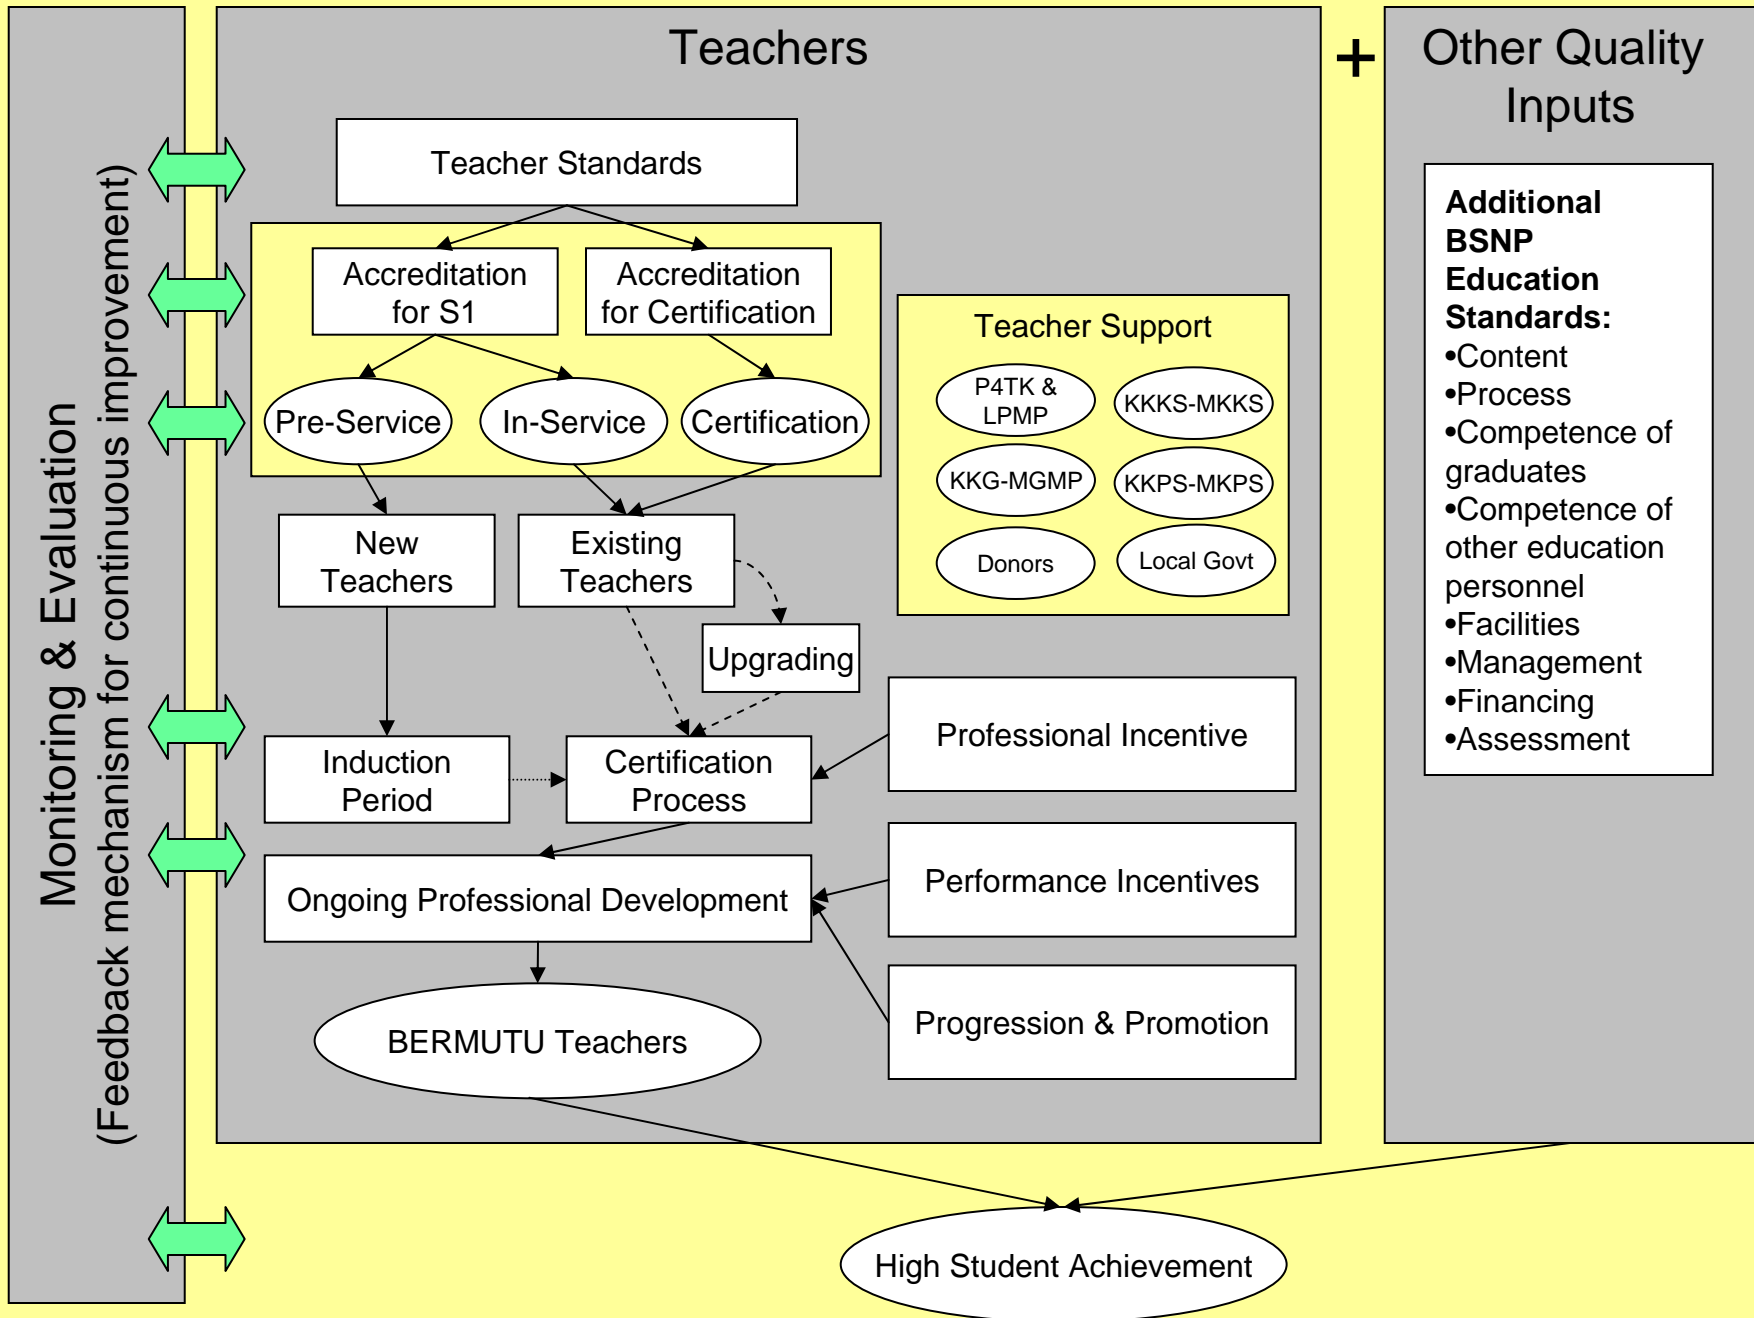 Monitoring & Evaluation
(Feedback mechanism for continuous improvement)
Teachers
Teacher Standards
Accreditation
for S1
Accreditation
for Certification
Pre-Service
In-Service
Certification
New
Teachers
Existing
Teachers
Upgrading
Induction
Period
Certification
Process
Ongoing Professional Development
BERMUTU Teachers
Teacher Support
P4TK &
LPMP
KKKS-MKKS
KKG-MGMP
KKPS-MKPS
Donors
Local Govt
Professional Incentive
Performance Incentives
Progression & Promotion
+
Other Quality
Inputs
Additional
BSNP
Education
Standards:
•Content
•Process
•Competence of
graduates
•Competence of
other education
personnel
•Facilities
•Management
•Financing
•Assessment
High Student Achievement